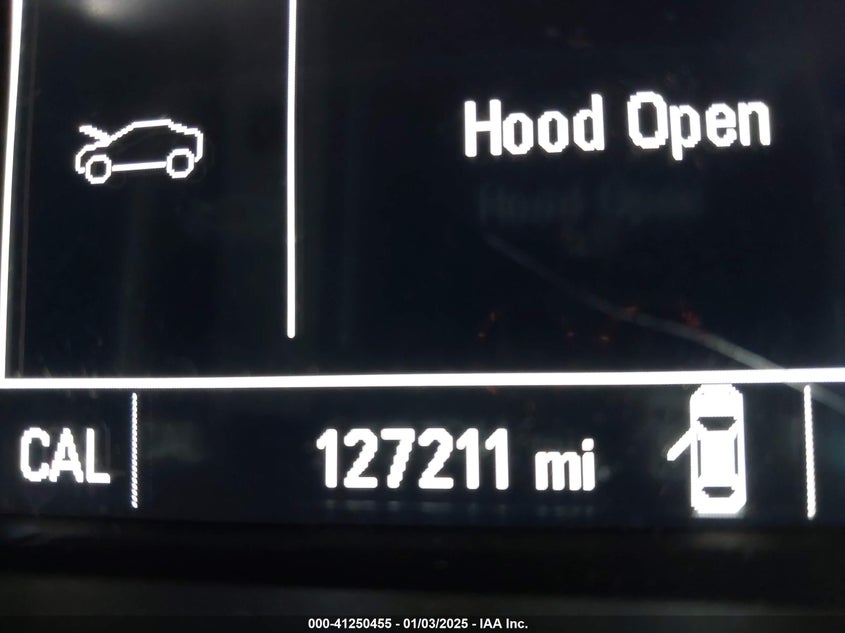 Hood Open
CAL
127211 mi
000-41250455 - 01/03/2025 - IAA Inc.